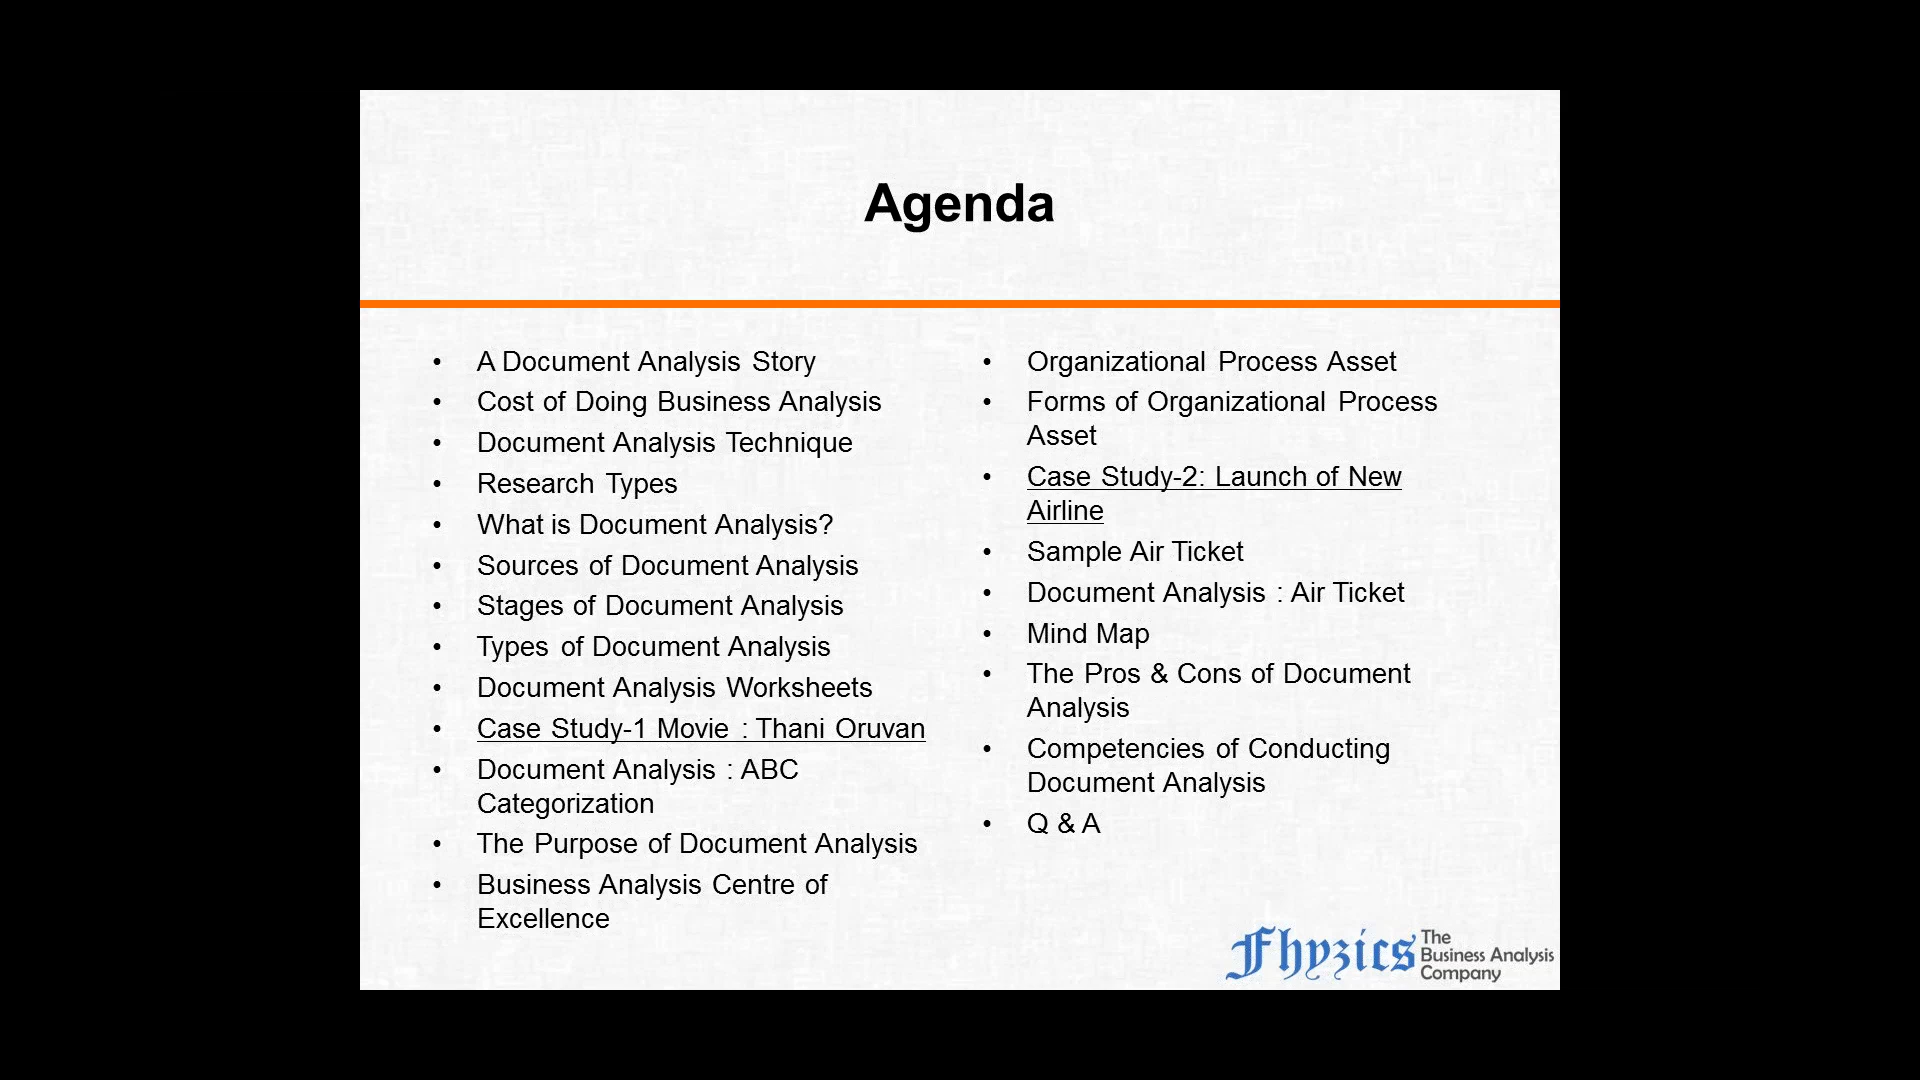 Agenda
• A Document Analysis Story
• Cost of Doing Business Analysis
• Document Analysis Technique
• Research Types
• What is Document Analysis?
• Sources of Document Analysis
• Stages of Document Analysis
• Types of Document Analysis
• Document Analysis Worksheets
• Case Study-1 Movie : Thani Oruvan
• Document Analysis : ABC
Categorization
• The Purpose of Document Analysis
• Business Analysis Centre of
Excellence
• Organizational Process Asset
• Forms of Organizational Process
Asset
• Case Study-2: Launch of New
Airline
• Sample Air Ticket
• Document Analysis : Air Ticket
• Mind Map
• The Pros & Cons of Document
Analysis
• Competencies of Conducting
Document Analysis
• Q & A
Fhyzics
The
Business Analysis
Company